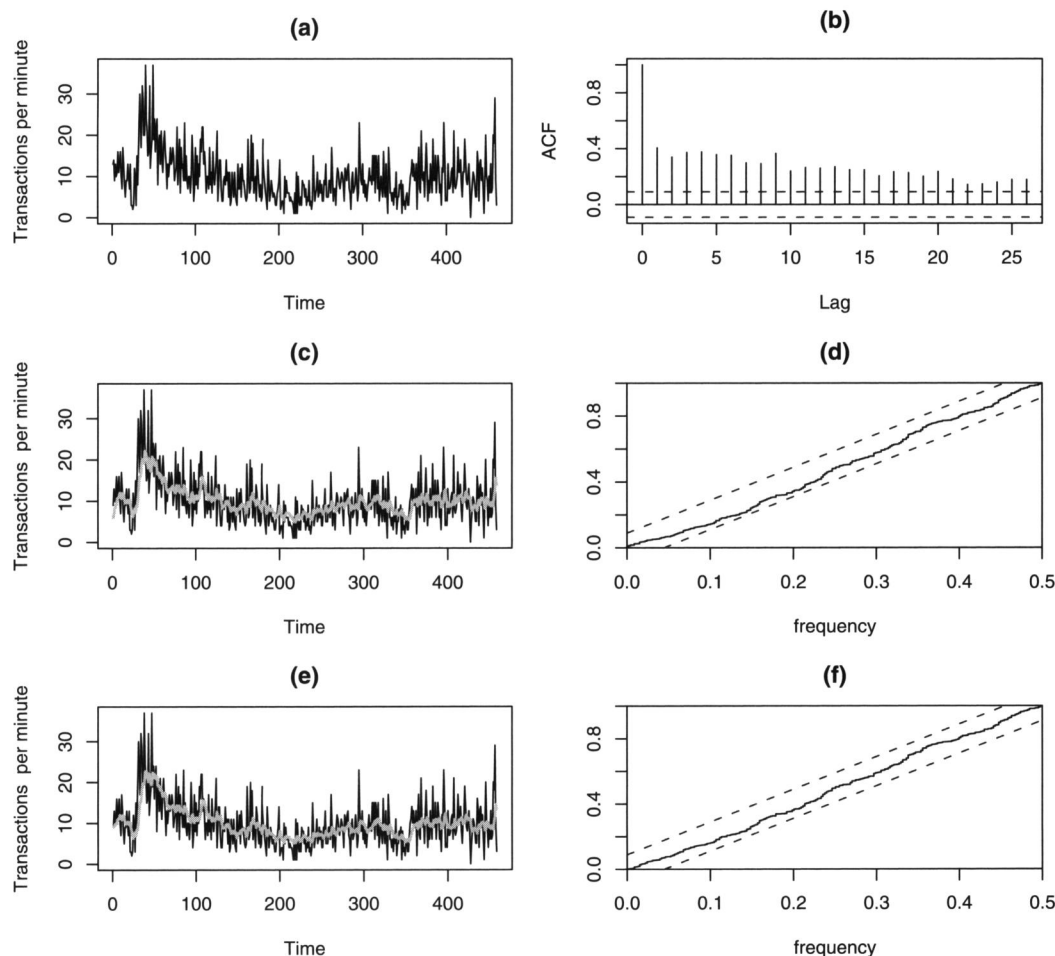 (a)
Transactions per minute
0 10 20 30
0 100 200 300 400
Time
(b)
ACF
0.0 0.4 0.8
0 5 10 15 20 25
Lag
(c)
Transactions per minute
0 10 20 30
0 100 200 300 400
Time
(d)
0.0 0.4 0.8
0.0 0.1 0.2 0.3 0.4 0.5
frequency
(e)
Transactions per minute
0 10 20 30
0 100 200 300 400
Time
(f)
0.0 0.4 0.8
0.0 0.1 0.2 0.3 0.4 0.5
frequency